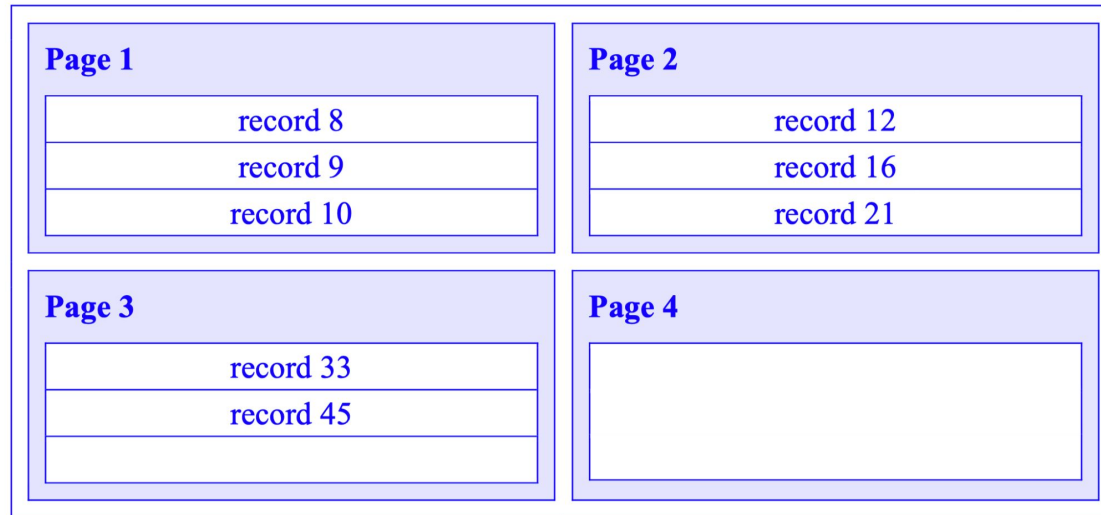 Page 1
record 8
record 9
record 10
Page 2
record 12
record 16
record 21
Page 3
record 33
record 45
Page 4